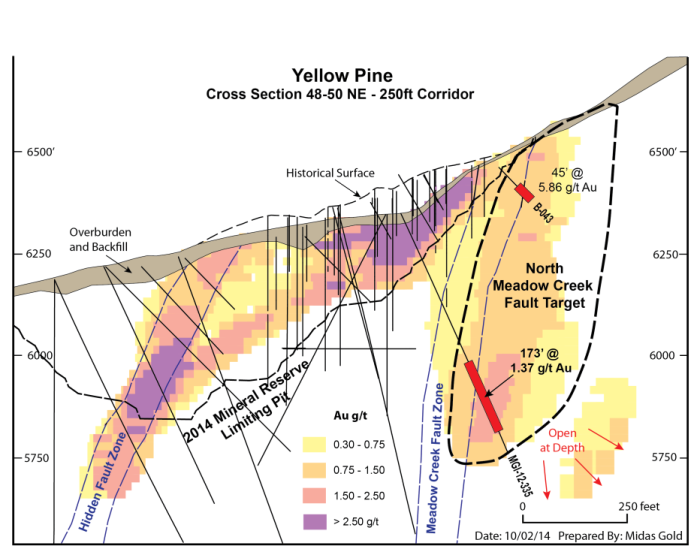 Yellow Pine
Cross Section 48-50 NE - 250ft Corridor
6500'
6500'
Historical Surface
45' @
5.86 g/t Au
B-043
Overburden
and Backfill
6250
6250
North
Meadow Creek
Fault Target
6000
6000
173' @
1.37 g/t Au
2014 Mineral Reserve
Limiting Pit
Au g/t
0.30 - 0.75
0.75 - 1.50
1.50 - 2.50
> 2.50 g/t
Hidden Fault Zone
Meadow Creek Fault Zone
Open
at Depth
5750
5750
MGI-12-335
0
250 feet
Date: 10/02/14 Prepared By: Midas Gold